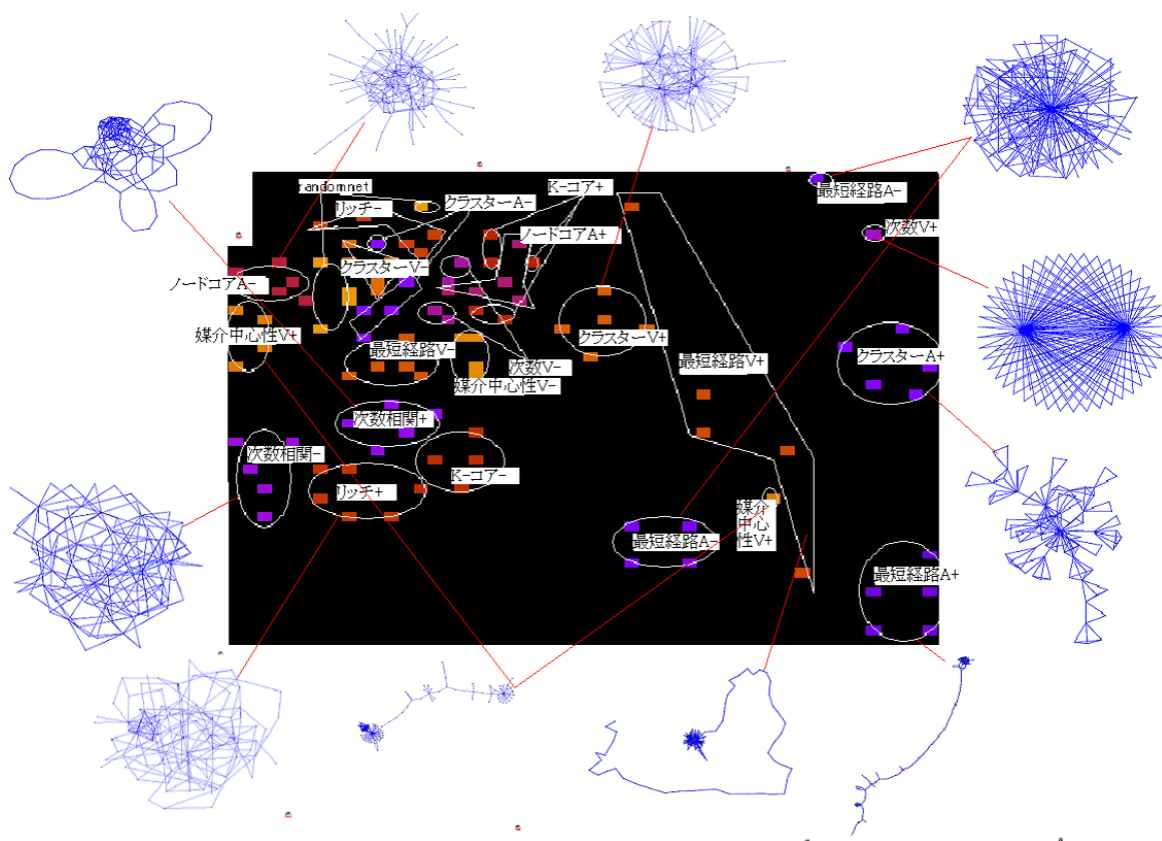 randomnet
リッチ-
クラスターA-
K-コア+
最短経路A-
次数V+
ノードコアA+
クラスターV-
ノードコアA-
媒介中心性V+
クラスターV+
最短経路V-
次数V-
最短経路V+
クラスターA+
媒介中心性V-
次数相関+
次数相関-
K-コア-
リッチ+
媒介
中心
性V+
最短経路A-
最短経路A+